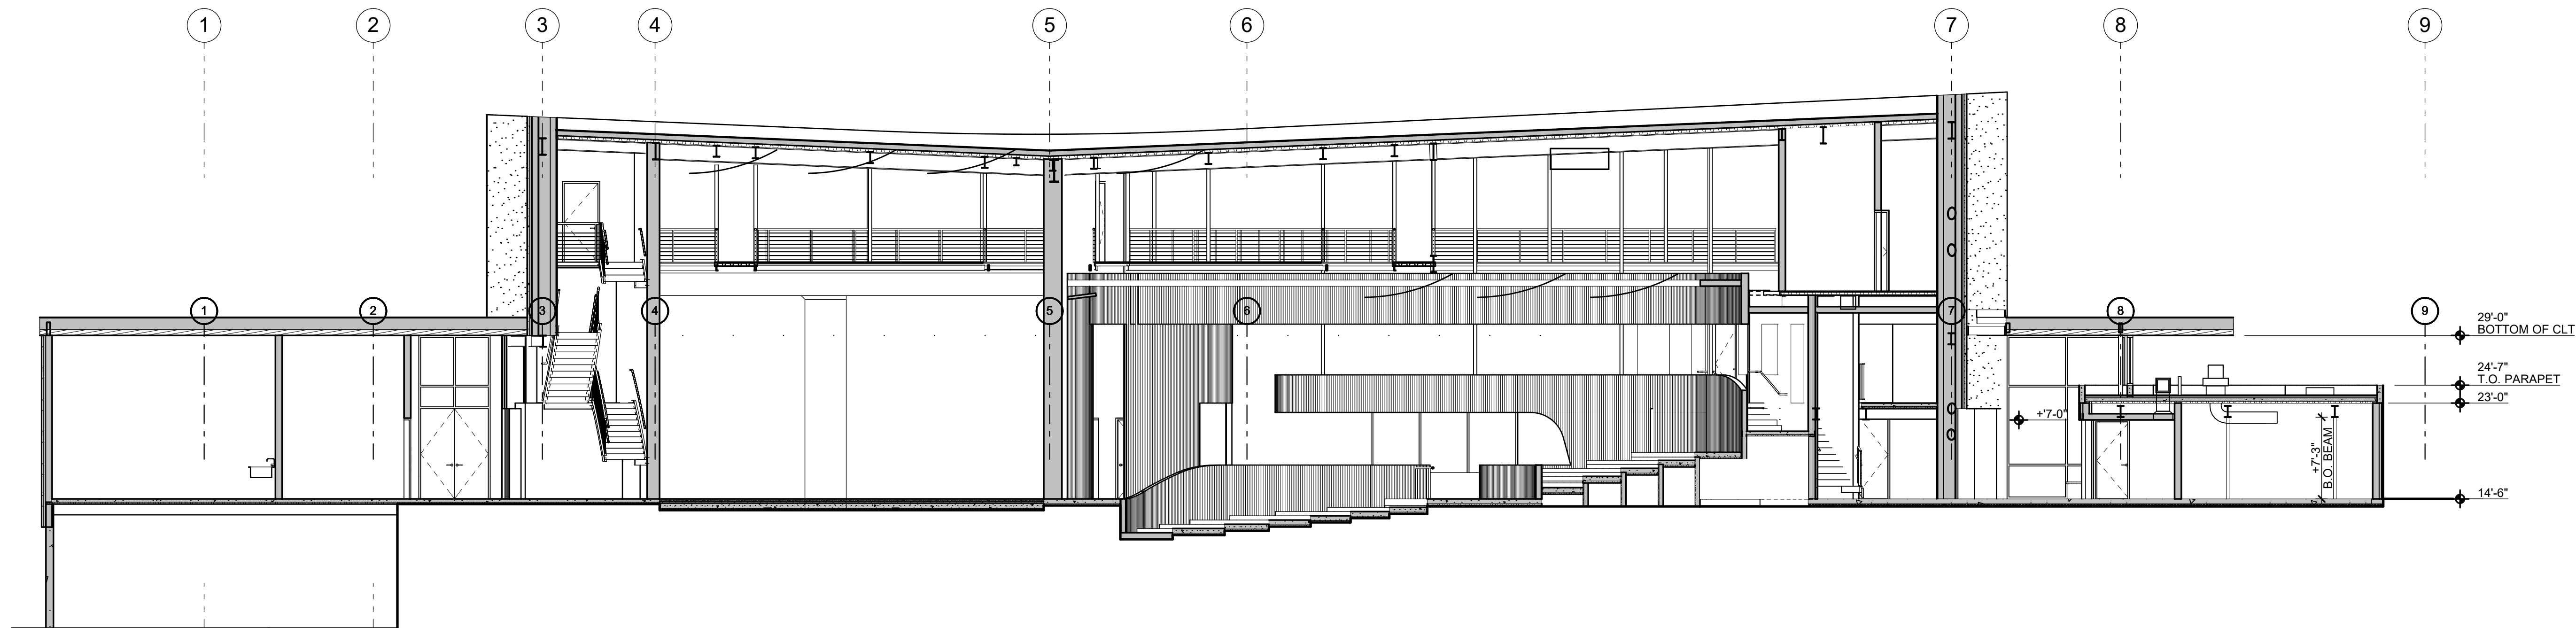 1 2 3 4 5 6 7 8 9
1 2 3 4 5 6 7 8 9
29'-0"
BOTTOM OF CLT
24'-7"
T.O. PARAPET
23'-0"
+'7-0"
+7'-3"
B.O. BEAM
14'-6"